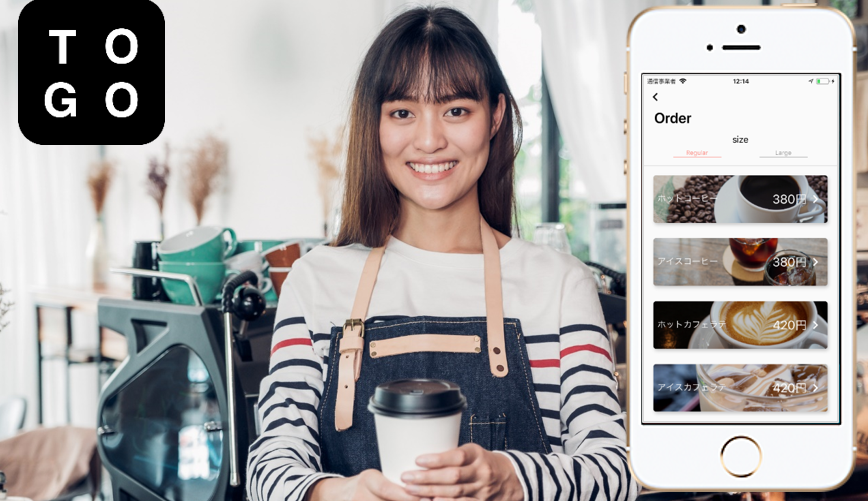 T O
G O
通信事業者
12:14
Order
size
Regular
Large
ホットコーヒー
380円
アイスコーヒー
380円
ホットカフェラテ
420円
アイスカフェラテ
420円